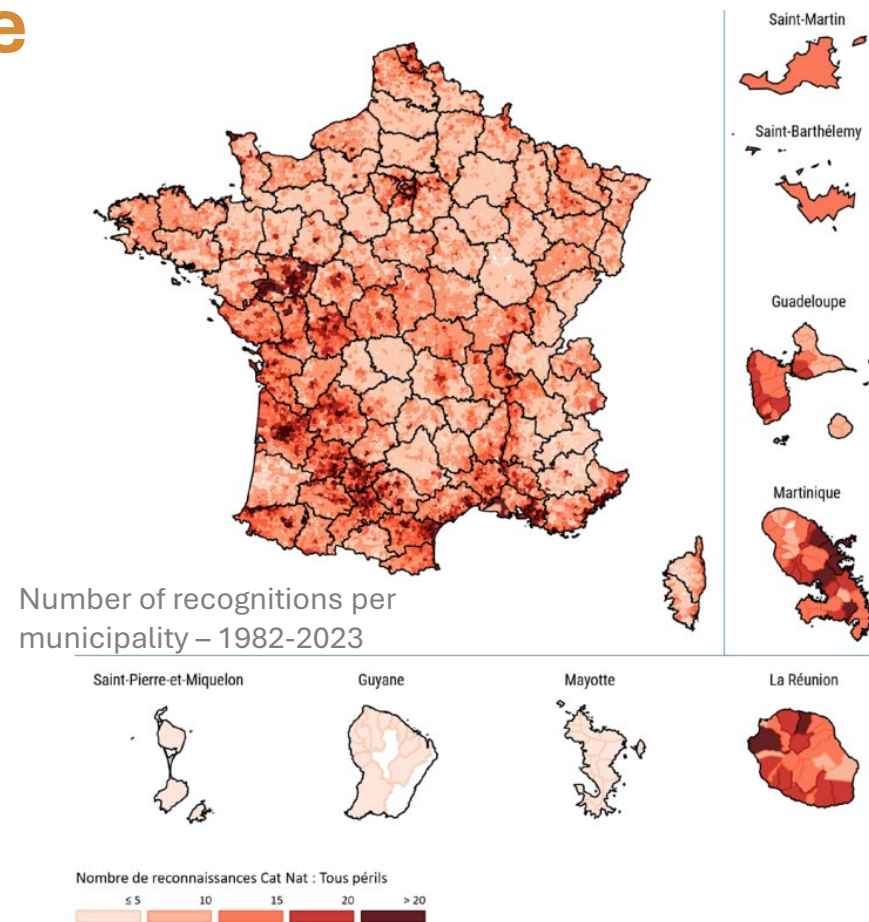 e
Saint-Martin
Saint-Barthélemy
Guadeloupe
Martinique
Number of recognitions per
municipality – 1982-2023
Saint-Pierre-et-Miquelon
Guyane
Mayotte
La Réunion
Nombre de reconnaissances Cat Nat : Tous périls
≤ 5 10 15 20 > 20